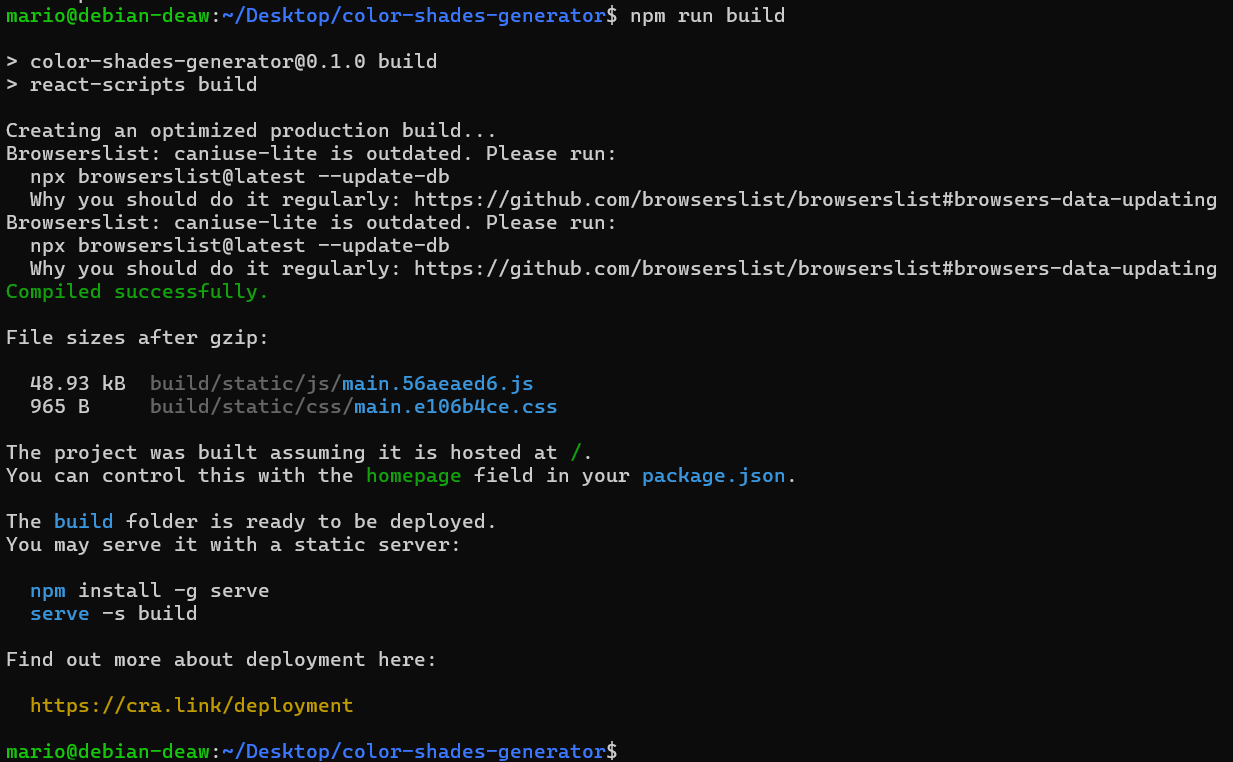 mario@debian-deaw:~/Desktop/color-shades-generator$ npm run build
> color-shades-generator@0.1.0 build
> react-scripts build
Creating an optimized production build...
Browserslist: caniuse-lite is outdated. Please run:
  npx browserslist@latest --update-db
  Why you should do it regularly: https://github.com/browserslist/browserslist#browsers-data-updating
Browserslist: caniuse-lite is outdated. Please run:
  npx browserslist@latest --update-db
  Why you should do it regularly: https://github.com/browserslist/browserslist#browsers-data-updating
Compiled successfully.
File sizes after gzip:
  48.93 kB  build/static/js/main.56aeaed6.js
  965 B     build/static/css/main.e106b4ce.css
The project was built assuming it is hosted at /.
You can control this with the homepage field in your package.json.
The build folder is ready to be deployed.
You may serve it with a static server:
  npm install -g serve
  serve -s build
Find out more about deployment here:
  https://cra.link/deployment
mario@debian-deaw:~/Desktop/color-shades-generator$